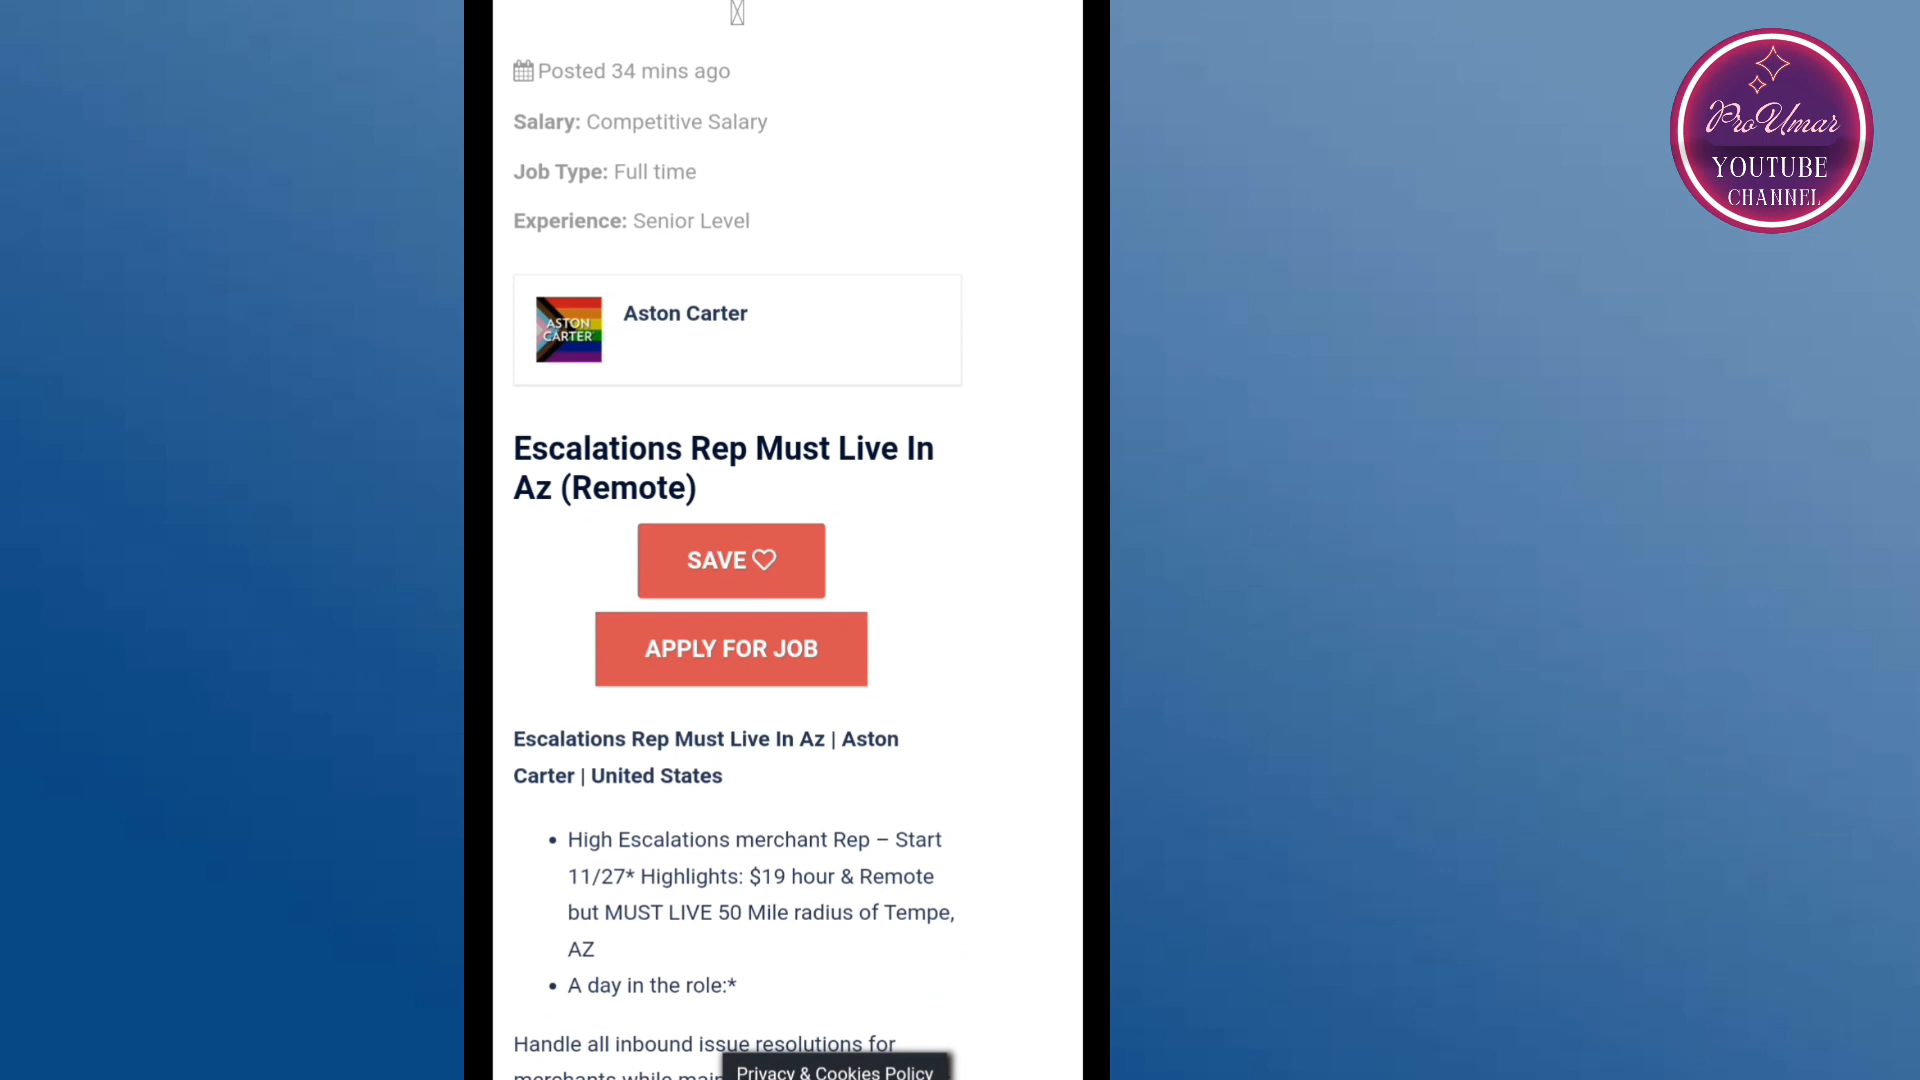 Posted 34 mins ago
Salary: Competitive Salary
Job Type: Full time
Experience: Senior Level
ASTON
CARTER
Aston Carter
Escalations Rep Must Live In
Az (Remote)
SAVE
APPLY FOR JOB
Escalations Rep Must Live In Az | Aston
Carter | United States
• High Escalations merchant Rep – Start
11/27* Highlights: $19 hour & Remote
but MUST LIVE 50 Mile radius of Tempe,
AZ
• A day in the role:*
Handle all inbound issue resolutions for
merchants while
Privacy & Cookies Policy
ProUmar
YOUTUBE
CHANNEL